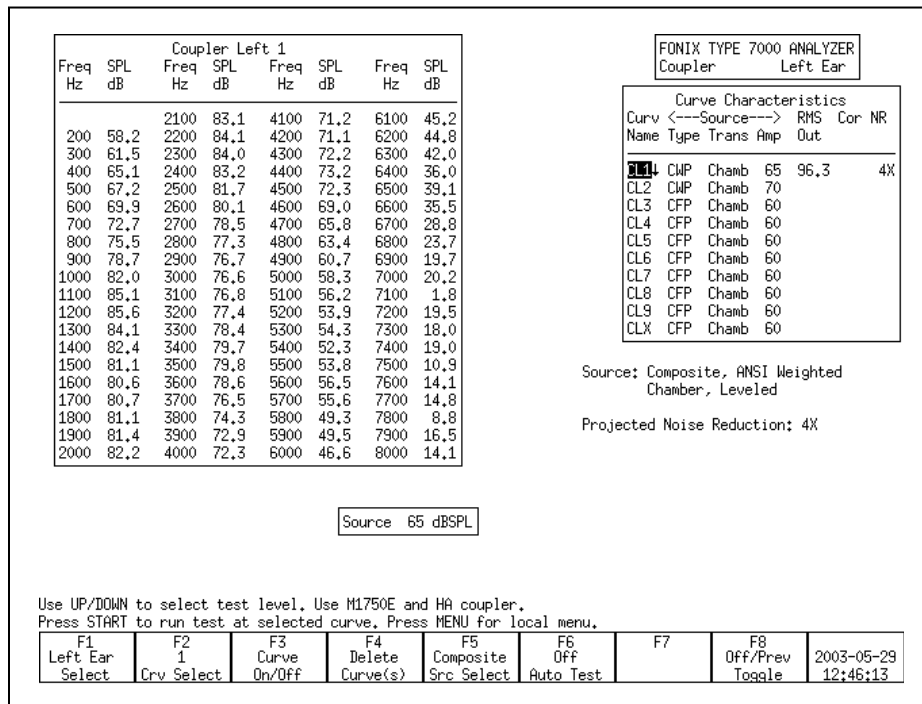 Coupler Left 1
Freq SPL Freq SPL Freq SPL Freq SPL
Hz dB Hz dB Hz dB Hz dB
2100 83.1 4100 71.2 6100 45.2
200 58.2 2200 84.1 4200 71.1 6200 44.8
300 61.5 2300 84.0 4300 72.2 6300 42.0
400 65.1 2400 83.2 4400 73.2 6400 36.0
500 67.2 2500 81.7 4500 72.3 6500 39.1
600 69.9 2600 80.1 4600 69.0 6600 35.5
700 72.7 2700 78.5 4700 65.8 6700 28.8
800 75.5 2800 77.3 4800 63.4 6800 23.7
900 78.7 2900 76.7 4900 60.7 6900 19.7
1000 82.0 3000 76.6 5000 58.3 7000 20.2
1100 85.1 3100 76.8 5100 56.2 7100 1.8
1200 85.6 3200 77.4 5200 53.9 7200 19.5
1300 84.1 3300 78.4 5300 54.3 7300 18.0
1400 82.4 3400 79.7 5400 52.3 7400 19.0
1500 81.1 3500 79.8 5500 53.8 7500 10.9
1600 80.6 3600 78.6 5600 56.5 7600 14.1
1700 80.7 3700 76.5 5700 55.6 7700 14.8
1800 81.1 3800 74.3 5800 49.3 7800 8.8
1900 81.4 3900 72.9 5900 49.5 7900 16.5
2000 82.2 4000 72.3 6000 46.6 8000 14.1
FONIX TYPE 7000 ANALYZER
Coupler Left Ear
Curve Characteristics
Curv <---Source---> RMS Cor NR
Name Type Trans Amp Out
CL1↓ CWP Chamb 65 96.3 4X
CL2 CWP Chamb 70
CL3 CFP Chamb 60
CL4 CFP Chamb 60
CL5 CFP Chamb 60
CL6 CFP Chamb 60
CL7 CFP Chamb 60
CL8 CFP Chamb 60
CL9 CFP Chamb 60
CLX CFP Chamb 60
Source: Composite, ANSI Weighted
Chamber, Leveled
Projected Noise Reduction: 4X
Source 65 dBSPL
Use UP/DOWN to select test level. Use M1750E and HA coupler.
Press START to run test at selected curve. Press MENU for local menu.
F1 F2 F3 F4 F5 F6 F7 F8
Left Ear 1 Curve Delete Composite Off Off/Prev 2003-05-29
Select Crv Select On/Off Curve(s) Src Select Auto Test Toggle 12:46:13